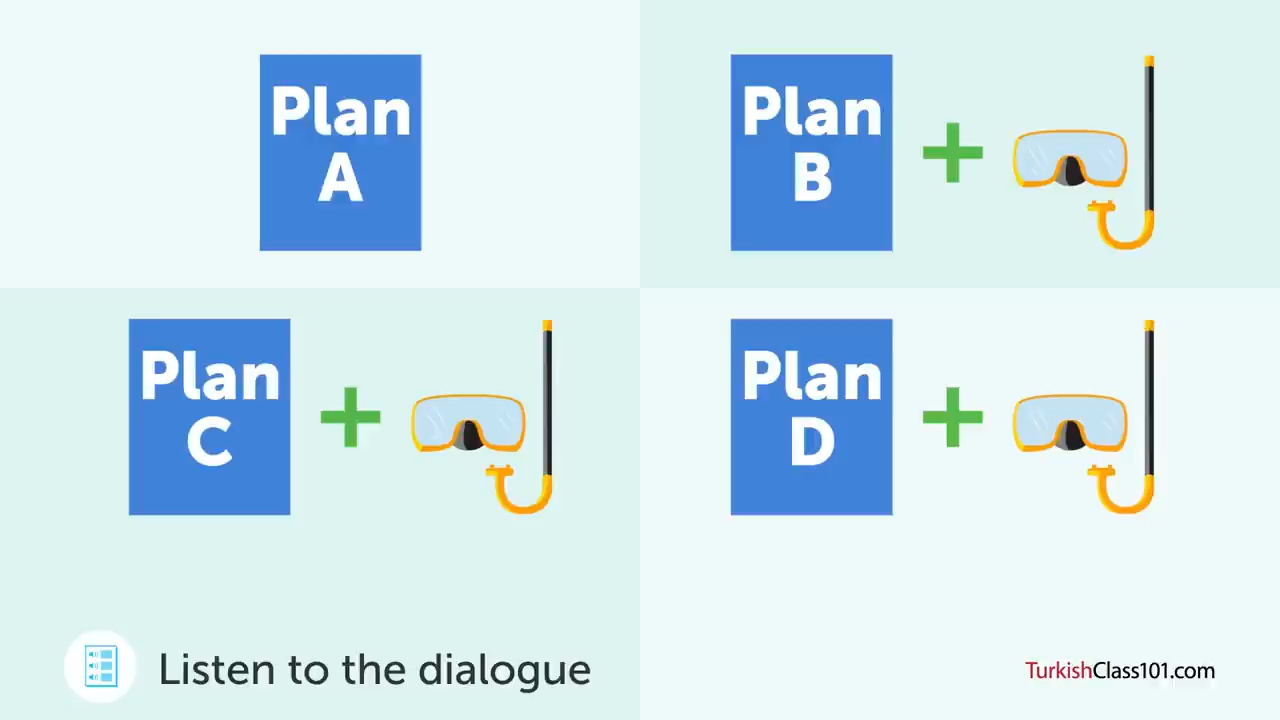 Plan
A
Plan
B
Plan
C
Plan
D
Listen to the dialogue
TurkishClass101.com